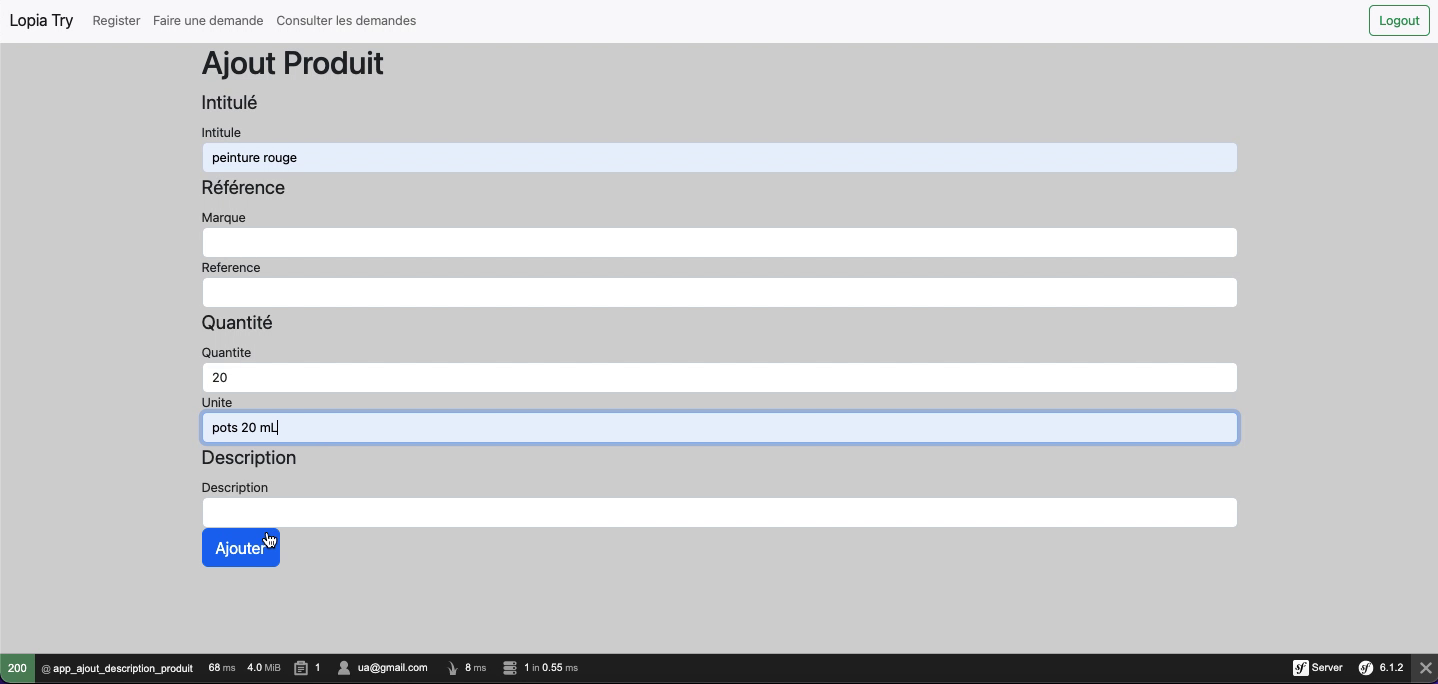 Lopia Try Register Faire une demande Consulter les demandes Logout
Ajout Produit
Intitulé
Intitule
peinture rouge
Référence
Marque
Reference
Quantité
Quantite
20
Unite
pots 20 mL
Description
Description
Ajouter
200 @ app_ajout_description_produit 68 ms 4.0 MiB 1 ua@gmail.com 8 ms 1 in 0.55 ms sf Server sf 6.1.2